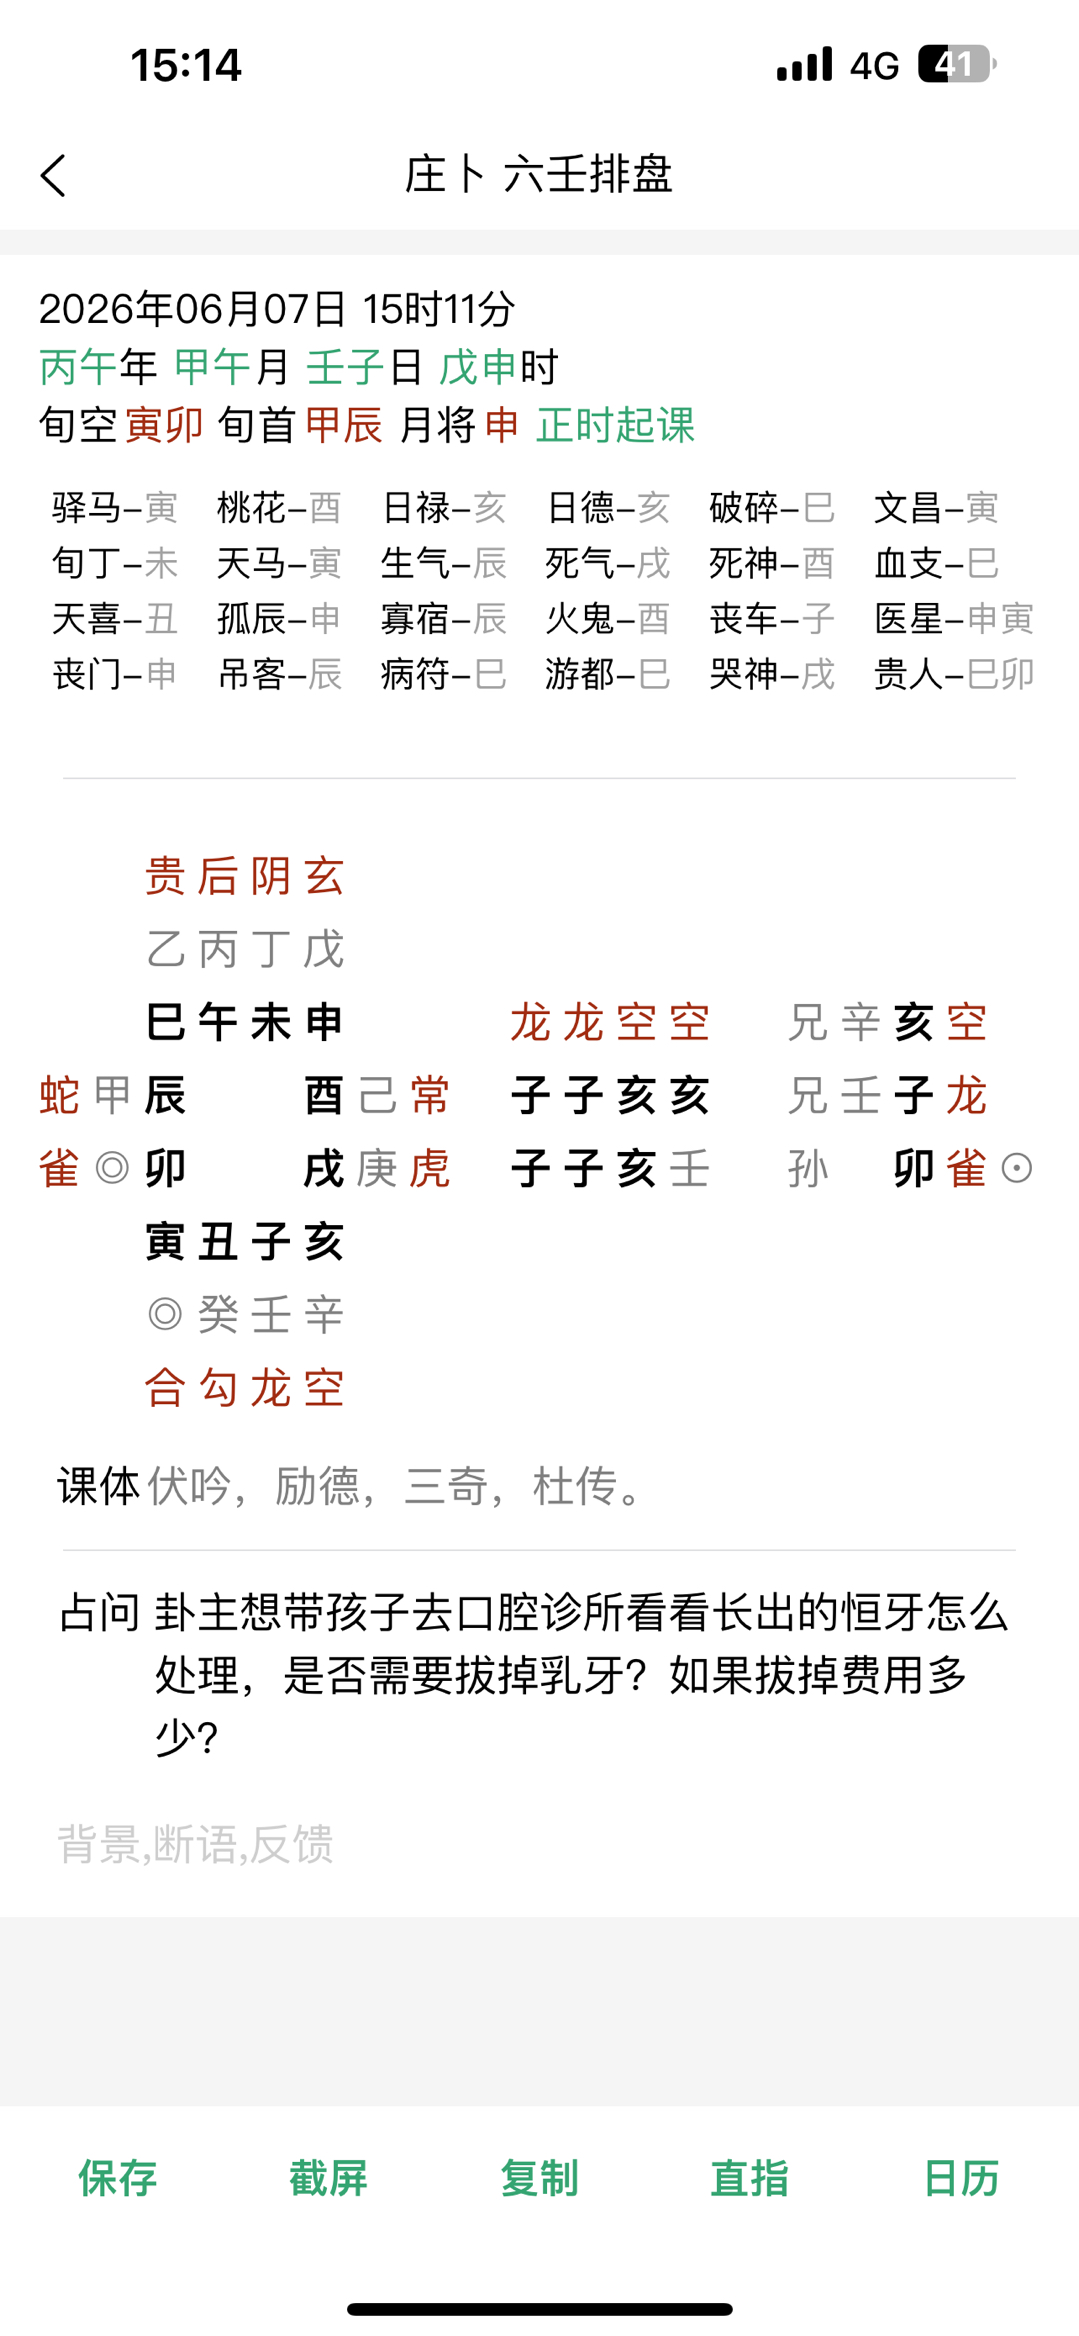 15:14 4G 41
庄卜 六壬排盘
2026年06月07日 15时11分
丙午年 甲午月 壬子日 戊申时
旬空寅卯 旬首甲辰 月将申 正时起课
驿马–寅 桃花–酉 日禄–亥 日德–亥 破碎–巳 文昌–寅
旬丁–未 天马–寅 生气–辰 死气–戌 死神–酉 血支–巳
天喜–丑 孤辰–申 寡宿–辰 火鬼–酉 丧车–子 医星–申寅
丧门–申 吊客–辰 病符–巳 游都–巳 哭神–戌 贵人–巳卯
贵后阴玄
乙丙丁戊
巳午未申 龙龙空空 兄辛亥空
蛇甲辰 酉己常 子子亥亥 兄壬子龙
雀◎卯 戌庚虎 子子亥壬 孙 卯雀⊙
寅丑子亥
◎癸壬辛
合勾龙空
课体伏吟，励德，三奇，杜传。
占问 卦主想带孩子去口腔诊所看看长出的恒牙怎么
处理，是否需要拔掉乳牙？如果拔掉费用多
少？
背景,断语,反馈
保存 截屏 复制 直指 日历